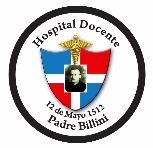 Hospital Docente
12 de Mayo 1512
Padre Billini